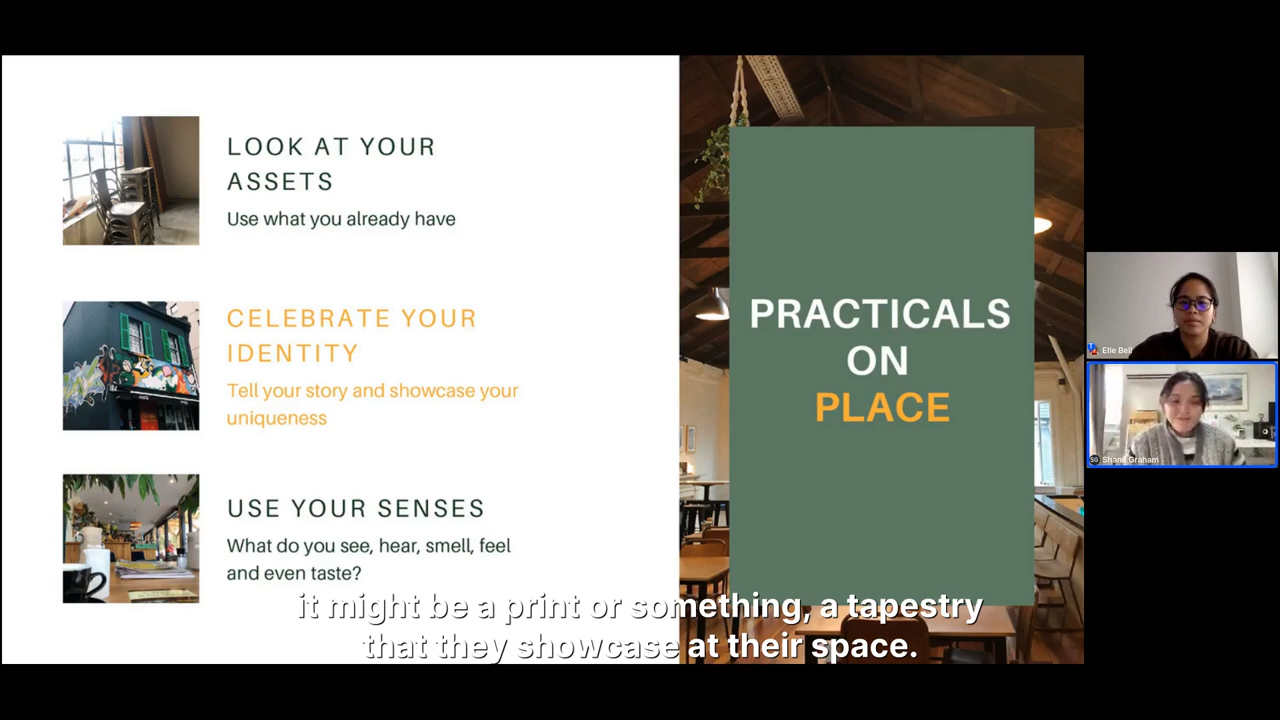 LOOK AT YOUR
ASSETS
Use what you already have
CELEBRATE YOUR
IDENTITY
Tell your story and showcase your
uniqueness
USE YOUR SENSES
What do you see, hear, smell, feel
and even taste?
PRACTICALS
ON
PLACE
Elle Bell
SG Shana Graham
it might be a print or something, a tapestry
that they showcase at their space.